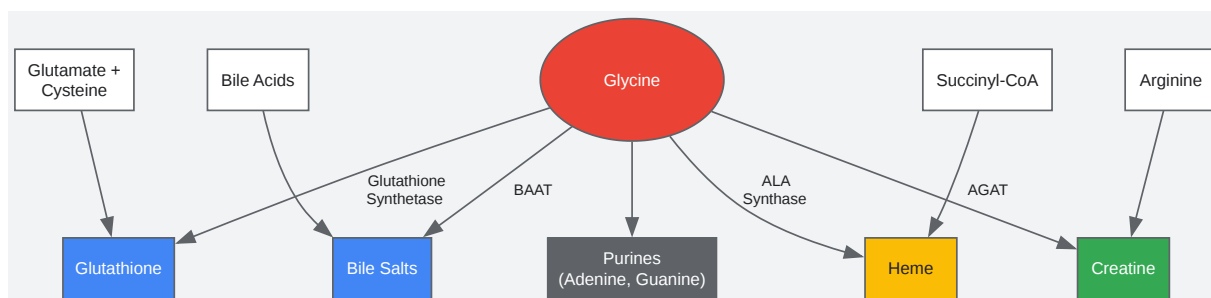 Glutamate +
Cysteine
Bile Acids
Glycine
Succinyl-CoA
Arginine
Glutathione
Synthetase
BAAT
ALA
Synthase
AGAT
Glutathione
Bile Salts
Purines
(Adenine, Guanine)
Heme
Creatine